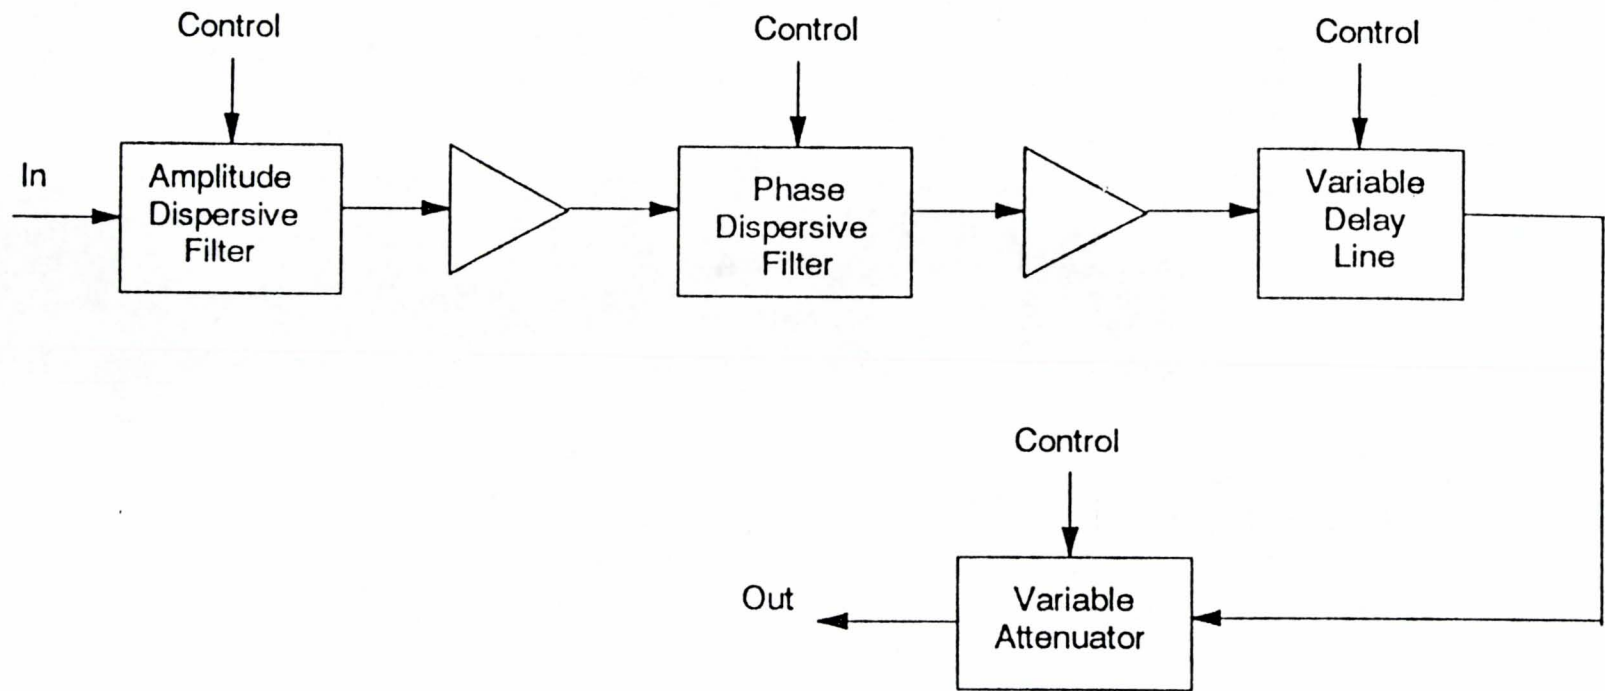 Control
Control
Control
In
Amplitude
Dispersive
Filter
Phase
Dispersive
Filter
Variable
Delay
Line
Control
Out
Variable
Attenuator